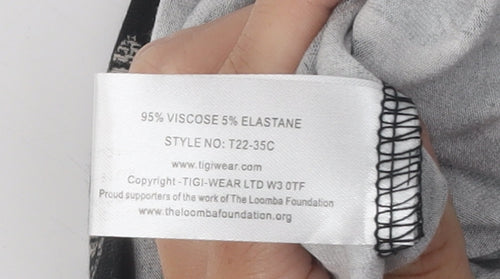 95% VISCOSE 5% ELASTANE
STYLE NO: T22-35C
www.tigiwear.com
Copyright -TIGI-WEAR LTD W3 0TF
Proud supporters of the work of The Loomba Foundation
www.theloombafoundation.org